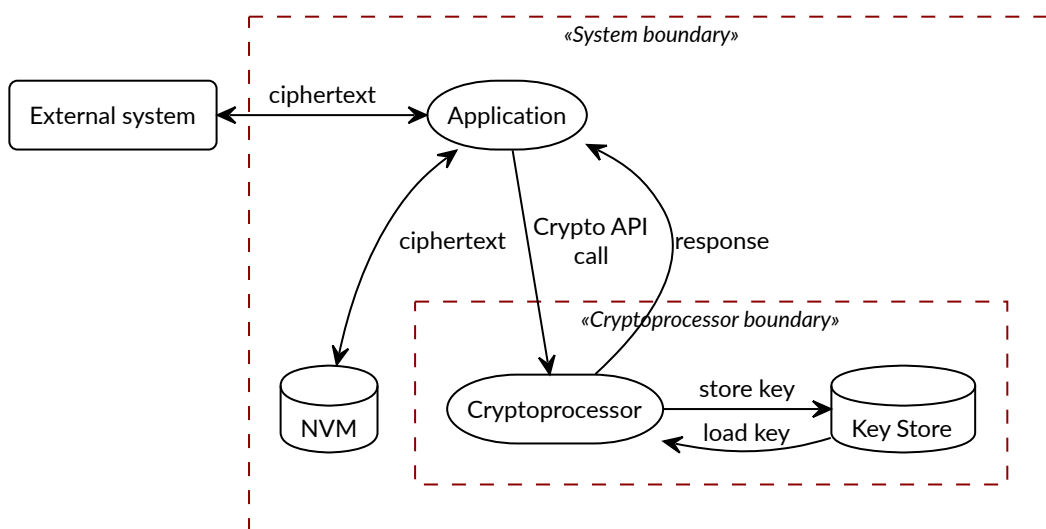 «System boundary»
ciphertext
External system
Application
Crypto API
call
ciphertext
response
«Cryptoprocessor boundary»
store key
Cryptoprocessor
NVM
load key
Key Store